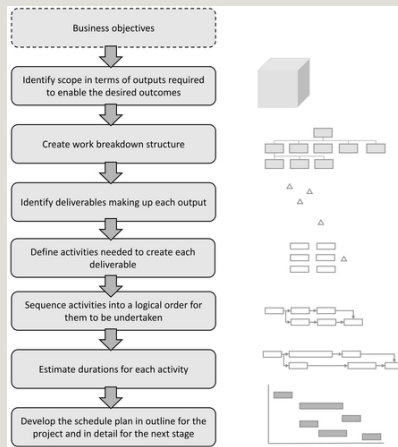 Business objectives
Identify scope in terms of outputs required
to enable the desired outcomes
Create work breakdown structure
Identify deliverables making up each output
Define activities needed to create each
deliverable
Sequence activities into a logical order for
them to be undertaken
Estimate durations for each activity
Develop the schedule plan in outline for the
project and in detail for the next stage